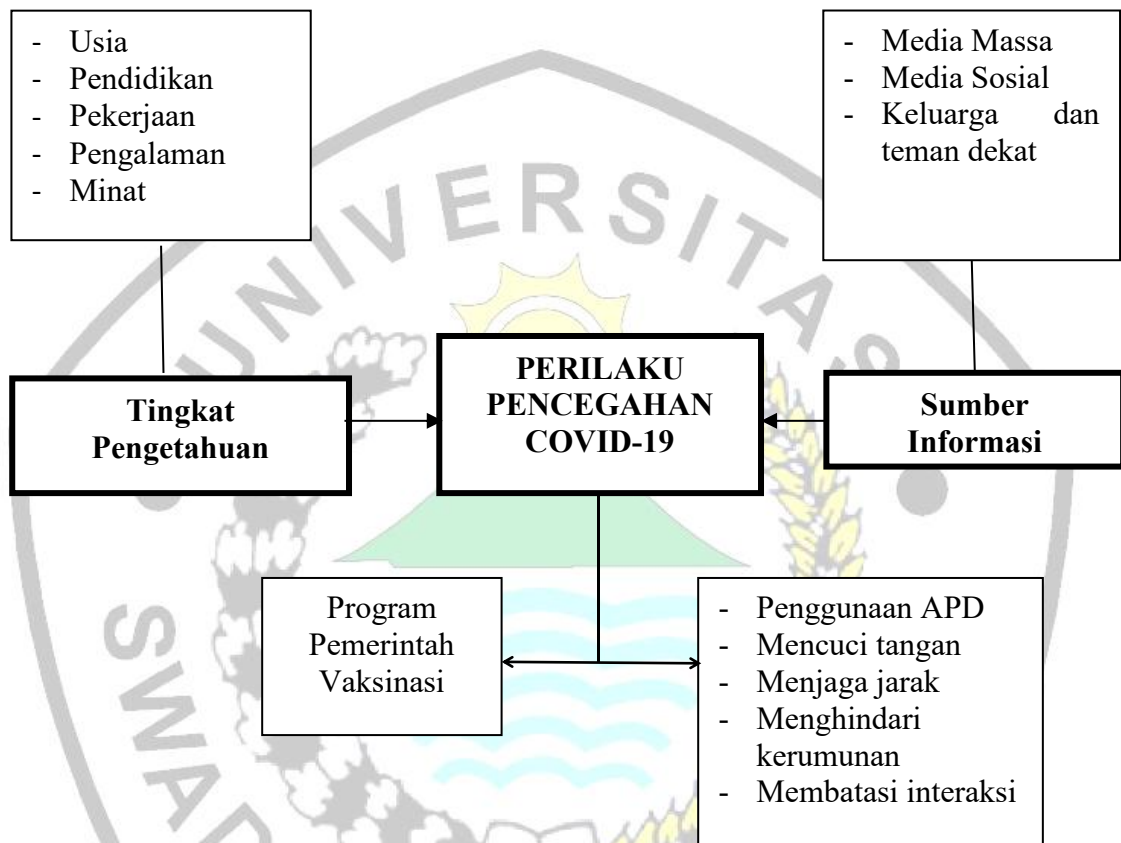 - Usia
- Pendidikan
- Pekerjaan
- Pengalaman
- Minat
- Media Massa
- Media Sosial
- Keluarga dan
teman dekat
UNIVERSITAS
Tingkat
Pengetahuan
PERILAKU
PENCEGAHAN
COVID-19
Sumber
Informasi
Program
Pemerintah
Vaksinasi
- Penggunaan APD
- Mencuci tangan
- Menjaga jarak
- Menghindari
kerumunan
- Membatasi interaksi